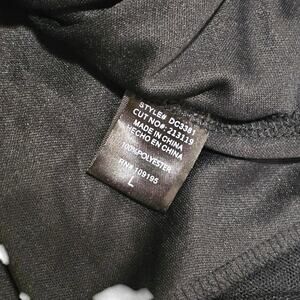 STYLE# DC3381
CUT NO# 213119
MADE IN CHINA
HECHO EN CHINA
100% POLYESTER
RN# 109195
L